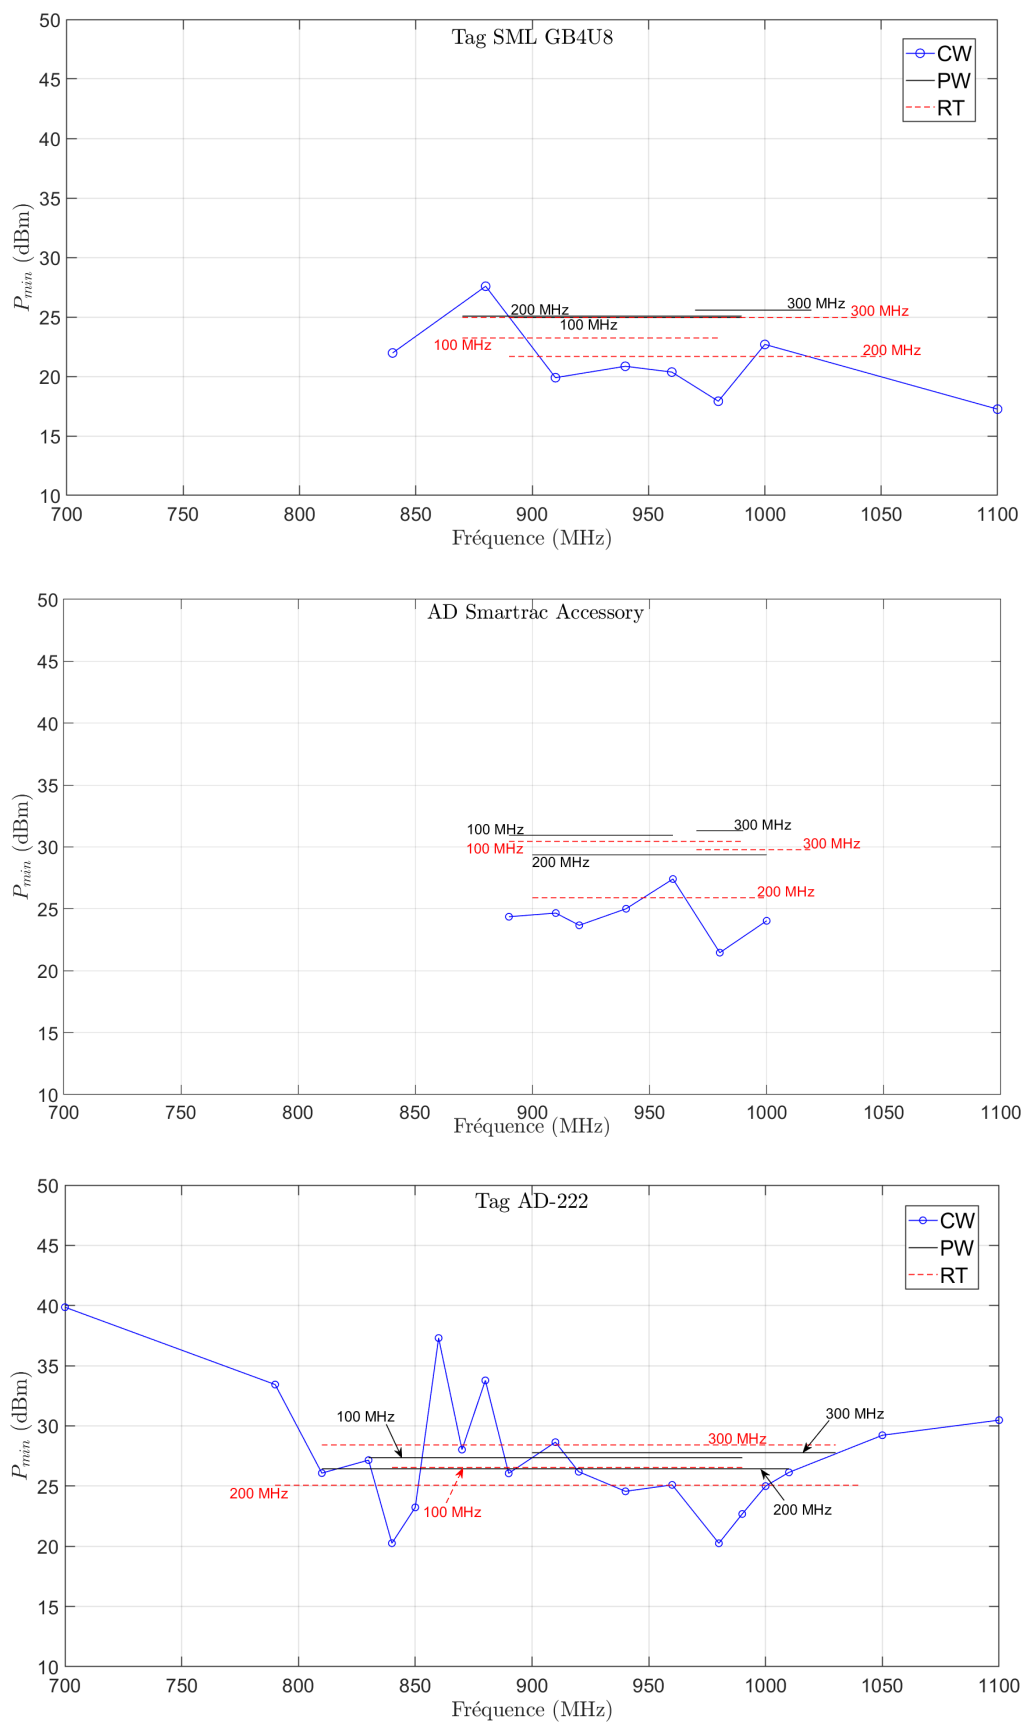 Tag SML GB4U8
CW
PW
RT
50
45
40
35
30
25
20
15
10
P_min (dBm)
200 MHz
100 MHz
300 MHz
300 MHz
100 MHz
200 MHz
700 750 800 850 900 950 1000 1050 1100
Fréquence (MHz)
AD Smartrac Accessory
50
45
40
35
30
25
20
15
10
P_min (dBm)
100 MHz
300 MHz
100 MHz
300 MHz
200 MHz
200 MHz
700 750 800 850 900 950 1000 1050 1100
Fréquence (MHz)
Tag AD-222
CW
PW
RT
50
45
40
35
30
25
20
15
10
P_min (dBm)
100 MHz
300 MHz
300 MHz
200 MHz
100 MHz
200 MHz
700 750 800 850 900 950 1000 1050 1100
Fréquence (MHz)